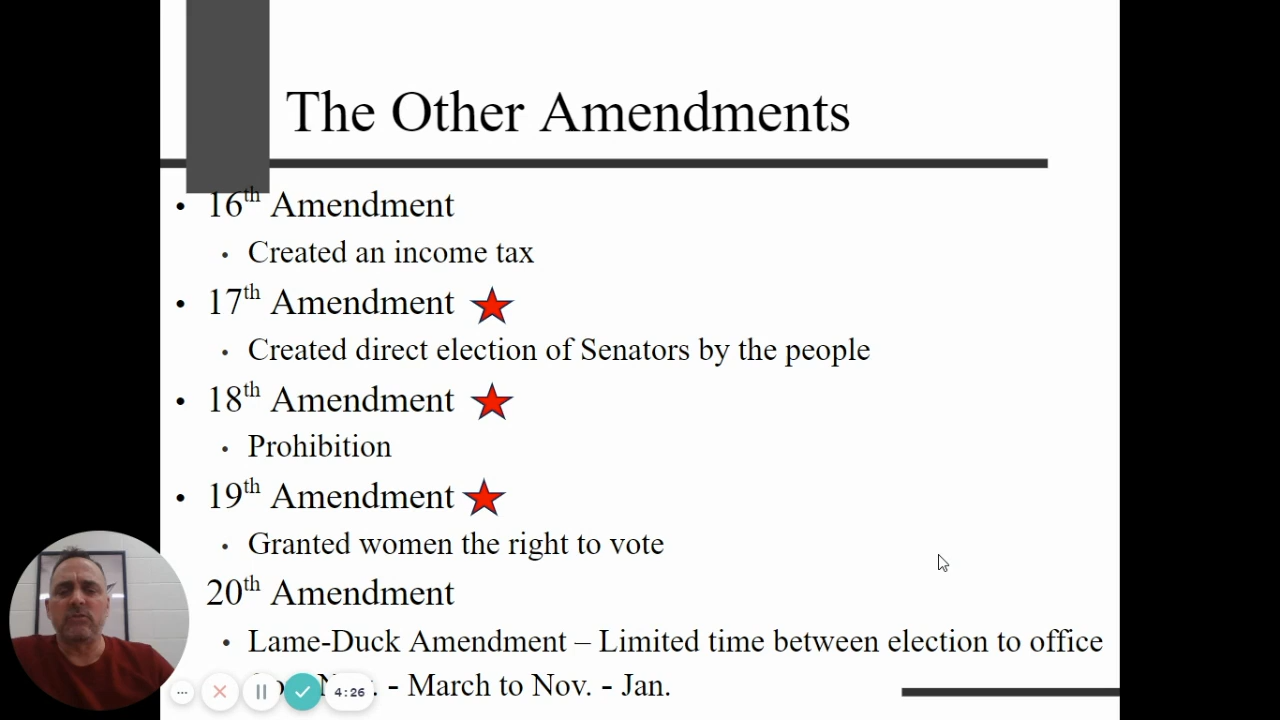 The Other Amendments
• 16th Amendment
• Created an income tax
• 17th Amendment
• Created direct election of Senators by the people
• 18th Amendment
• Prohibition
• 19th Amendment
• Granted women the right to vote
20th Amendment
• Lame-Duck Amendment – Limited time between election to office
- March to Nov. - Jan.
4:26